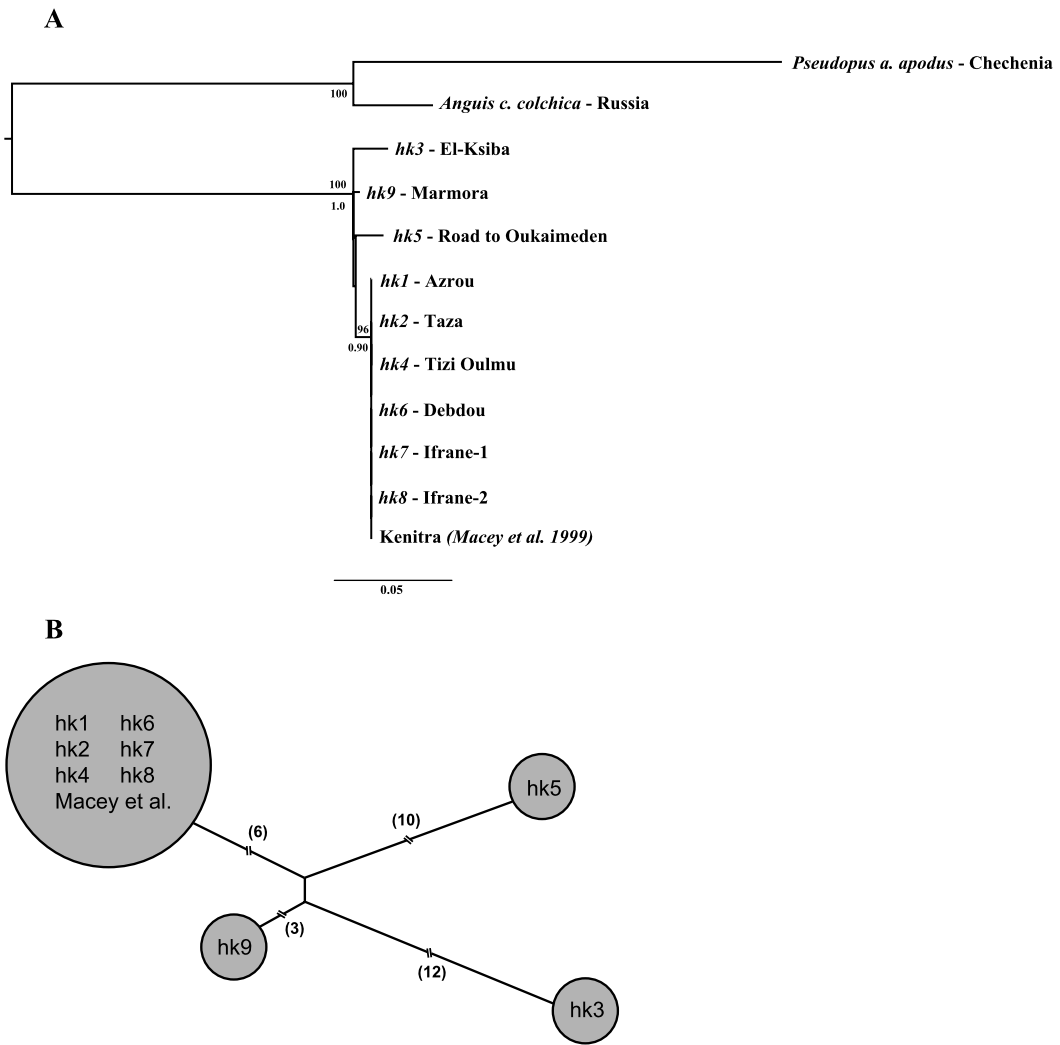 A
Pseudopus a. apodus - Chechenia
100
Anguis c. colchica - Russia
hk3 - El-Ksiba
100
hk9 - Marmora
1.0
hk5 - Road to Oukaimeden
hk1 - Azrou
hk2 - Taza
96
0.90
hk4 - Tizi Oulmu
hk6 - Debdou
hk7 - Ifrane-1
hk8 - Ifrane-2
Kenitra (Macey et al. 1999)
0.05
B
hk1 hk6
hk2 hk7
hk4 hk8
Macey et al.
hk5
(10)
(6)
(3)
hk9
(12)
hk3